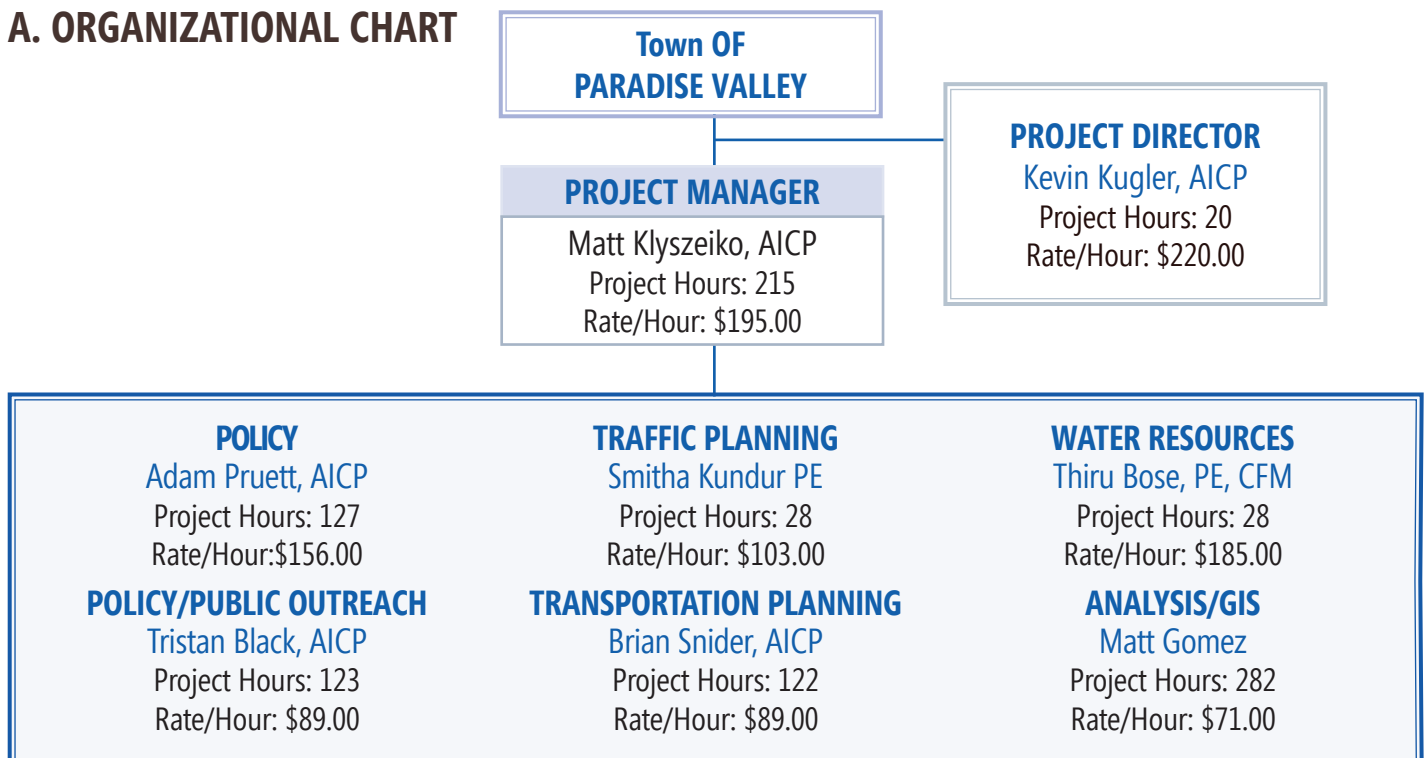 A. ORGANIZATIONAL CHART
Town OF
PARADISE VALLEY
PROJECT DIRECTOR
Kevin Kugler, AICP
Project Hours: 20
Rate/Hour: $220.00
PROJECT MANAGER
Matt Klyszeiko, AICP
Project Hours: 215
Rate/Hour: $195.00
POLICY
Adam Pruett, AICP
Project Hours: 127
Rate/Hour:$156.00
TRAFFIC PLANNING
Smitha Kundur PE
Project Hours: 28
Rate/Hour: $103.00
WATER RESOURCES
Thiru Bose, PE, CFM
Project Hours: 28
Rate/Hour: $185.00
POLICY/PUBLIC OUTREACH
Tristan Black, AICP
Project Hours: 123
Rate/Hour: $89.00
TRANSPORTATION PLANNING
Brian Snider, AICP
Project Hours: 122
Rate/Hour: $89.00
ANALYSIS/GIS
Matt Gomez
Project Hours: 282
Rate/Hour: $71.00